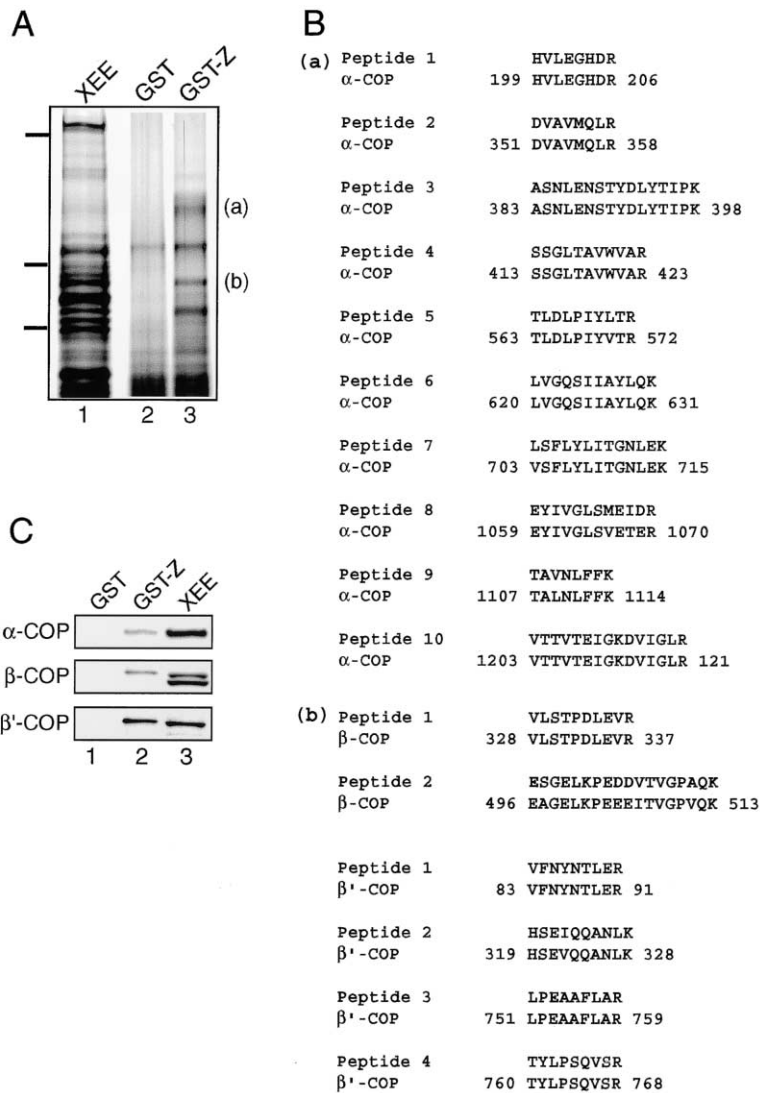 A
XEE GST GST-Z
(a)
(b)
1 2 3
C
GST GST-Z XEE
α-COP
β-COP
β'-COP
1 2 3
B
(a) Peptide 1 HVLEGHDR
α-COP 199 HVLEGHDR 206
Peptide 2 DVAVMQLR
α-COP 351 DVAVMQLR 358
Peptide 3 ASNLENSTYDLYTIPK
α-COP 383 ASNLENSTYDLYTIPK 398
Peptide 4 SSGLTAVWVAR
α-COP 413 SSGLTAVWVAR 423
Peptide 5 TLDLPIYLTR
α-COP 563 TLDLPIYVTR 572
Peptide 6 LVGQSIIAYLQK
α-COP 620 LVGQSIIAYLQK 631
Peptide 7 LSFLYLITGNLEK
α-COP 703 VSFLYLITGNLEK 715
Peptide 8 EYIVGLSMEIDR
α-COP 1059 EYIVGLSVETER 1070
Peptide 9 TAVNLFFK
α-COP 1107 TALNLFFK 1114
Peptide 10 VTTVTEIGKDVIGLR
α-COP 1203 VTTVTEIGKDVIGLR 121
(b) Peptide 1 VLSTPDLEVR
β-COP 328 VLSTPDLEVR 337
Peptide 2 ESGELKPEDDVTVGPAQK
β-COP 496 EAGELKPEEEITVGPVQK 513
Peptide 1 VFNYNTLER
β'-COP 83 VFNYNTLER 91
Peptide 2 HSEIQQANLK
β'-COP 319 HSEVQQANLK 328
Peptide 3 LPEAAFLAR
β'-COP 751 LPEAAFLAR 759
Peptide 4 TYLPSQVSR
β'-COP 760 TYLPSQVSR 768